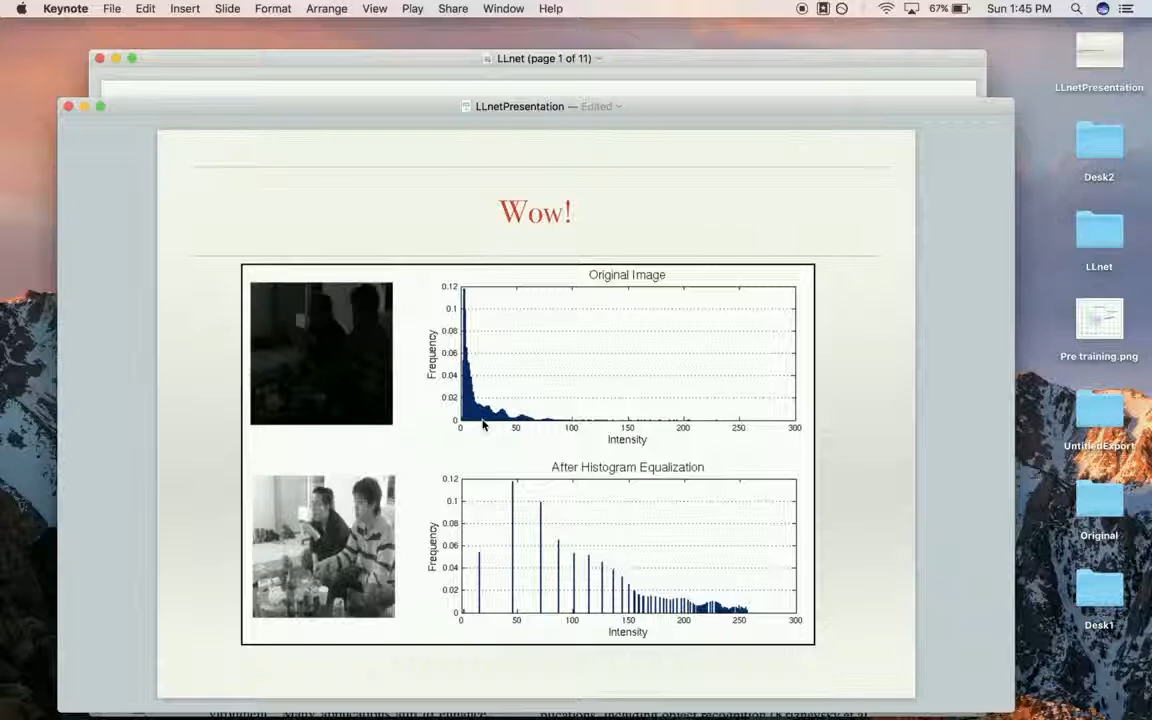 Keynote File Edit Insert Slide Format Arrange View Play Share Window Help 67% Sun 1:45 PM
LLnet (page 1 of 11)
LLnetPresentation — Edited
Wow!
Original Image
0.12
0.1
0.08
0.06
0.04
0.02
0
Frequency
0 50 100 150 200 250 300
Intensity
After Histogram Equalization
0.12
0.1
0.08
0.06
0.04
0.02
0
Frequency
0 50 100 150 200 250 300
Intensity
LLnetPresentation
Desk2
LLnet
Pre training.png
UntitledExport
Original
Desk1